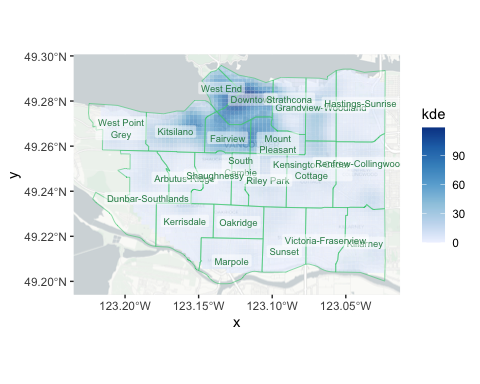 49.30°N
49.28°N
49.26°N
49.24°N
49.22°N
49.20°N
y
West End
Downtown Strathcona
Grandview-Woodland
Hastings-Sunrise
West Point
Grey
Kitsilano
Fairview
Mount
Pleasant
South
Cambie
Kensington-Cedar
Cottage
Renfrew-Collingwood
Arbutus Ridge
Shaughnessy
Riley Park
Dunbar-Southlands
Kerrisdale
Oakridge
Victoria-Fraserview
Killarney
Sunset
Marpole
123.20°W
123.15°W
123.10°W
123.05°W
x
kde
90
60
30
0